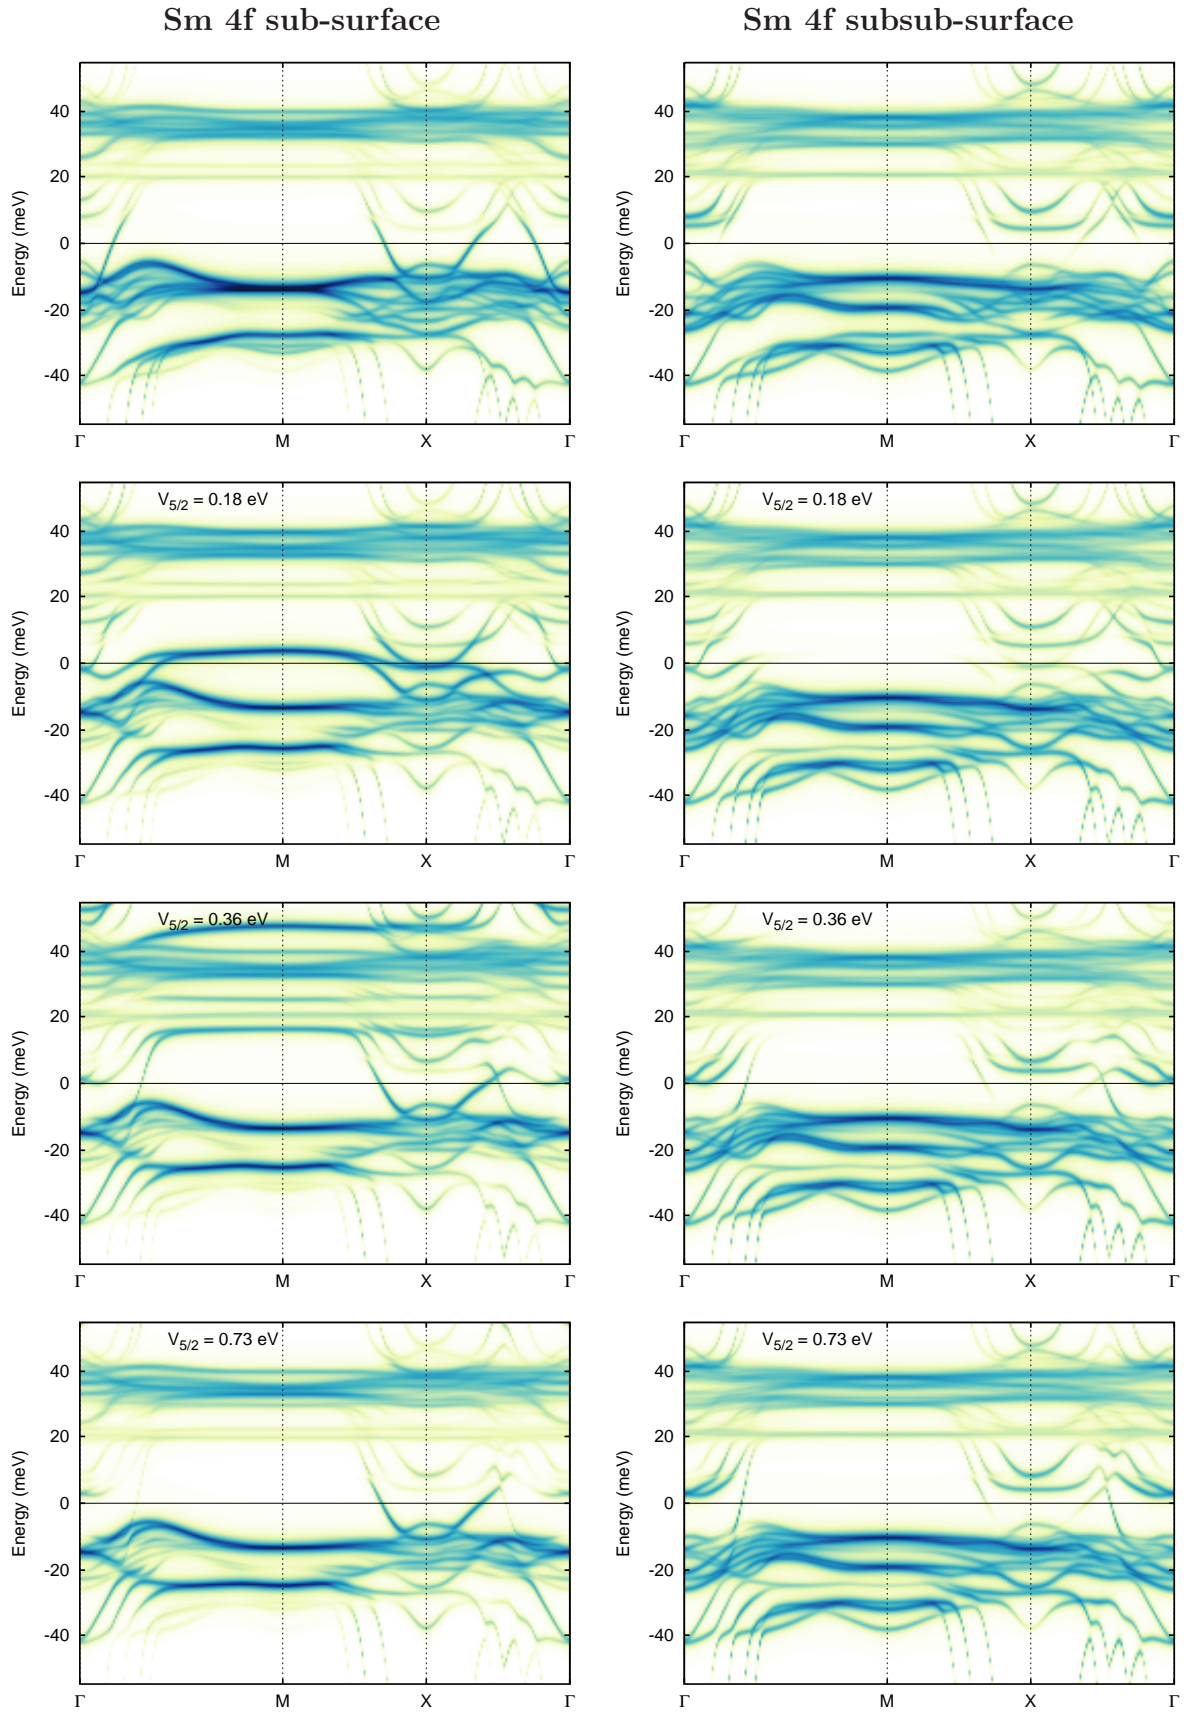 Sm 4f sub-surface
Sm 4f subsub-surface
40
20
0
-20
-40
Energy (meV)
Γ M X Γ
40
20
0
-20
-40
Energy (meV)
Γ M X Γ
V5/2 = 0.18 eV
40
20
0
-20
-40
Energy (meV)
Γ M X Γ
V5/2 = 0.18 eV
40
20
0
-20
-40
Energy (meV)
Γ M X Γ
V5/2 = 0.36 eV
40
20
0
-20
-40
Energy (meV)
Γ M X Γ
V5/2 = 0.36 eV
40
20
0
-20
-40
Energy (meV)
Γ M X Γ
V5/2 = 0.73 eV
40
20
0
-20
-40
Energy (meV)
Γ M X Γ
V5/2 = 0.73 eV
40
20
0
-20
-40
Energy (meV)
Γ M X Γ